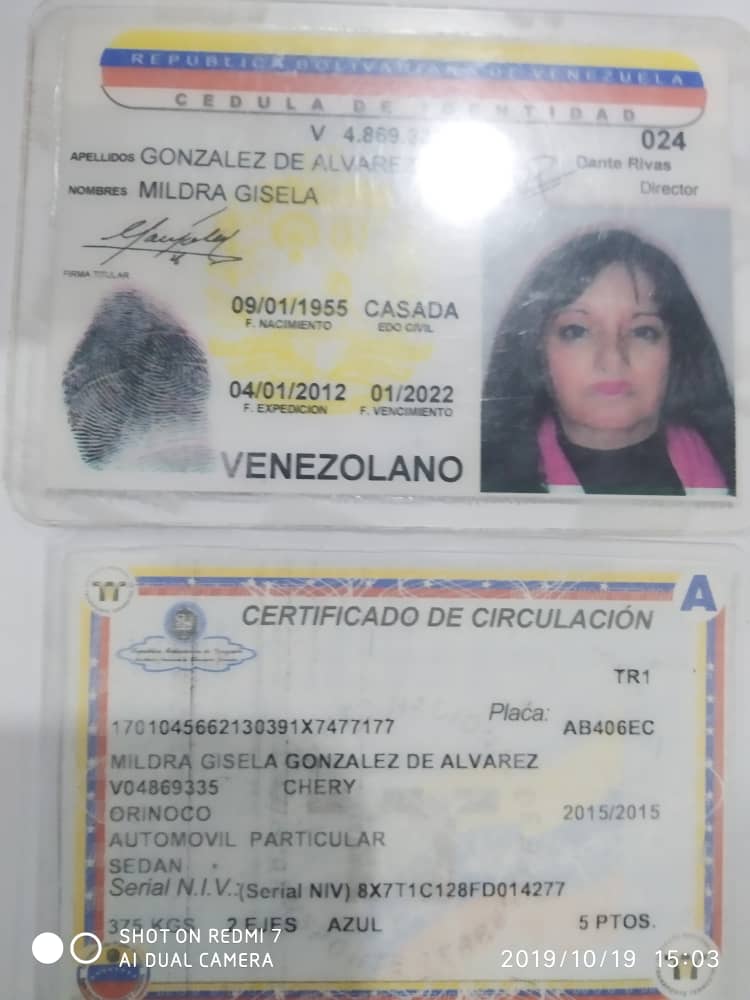 REPUBLICA BOLIVARIANA DE VENEZUELA
CEDULA DE IDENTIDAD
V 4.869.3
024
APELLIDOS GONZALEZ DE ALVAREZ
Dante Rivas
NOMBRES MILDRA GISELA
Director
FIRMA TITULAR
09/01/1955 CASADA
F. NACIMIENTO EDO CIVIL
04/01/2012 01/2022
F. EXPEDICION F. VENCIMIENTO
VENEZOLANO
A
CERTIFICADO DE CIRCULACIÓN
TR1
Placa:
1701045662130391X7477177 AB406EC
MILDRA GISELA GONZALEZ DE ALVAREZ
V04869335 CHERY
ORINOCO 2015/2015
AUTOMOVIL PARTICULAR
SEDAN
Serial N.I.V.:(Serial NIV) 8X7T1C128FD014277
375 KGS 2 EJES AZUL 5 PTOS.
SHOT ON REDMI 7
AI DUAL CAMERA
2019/10/19 15:03